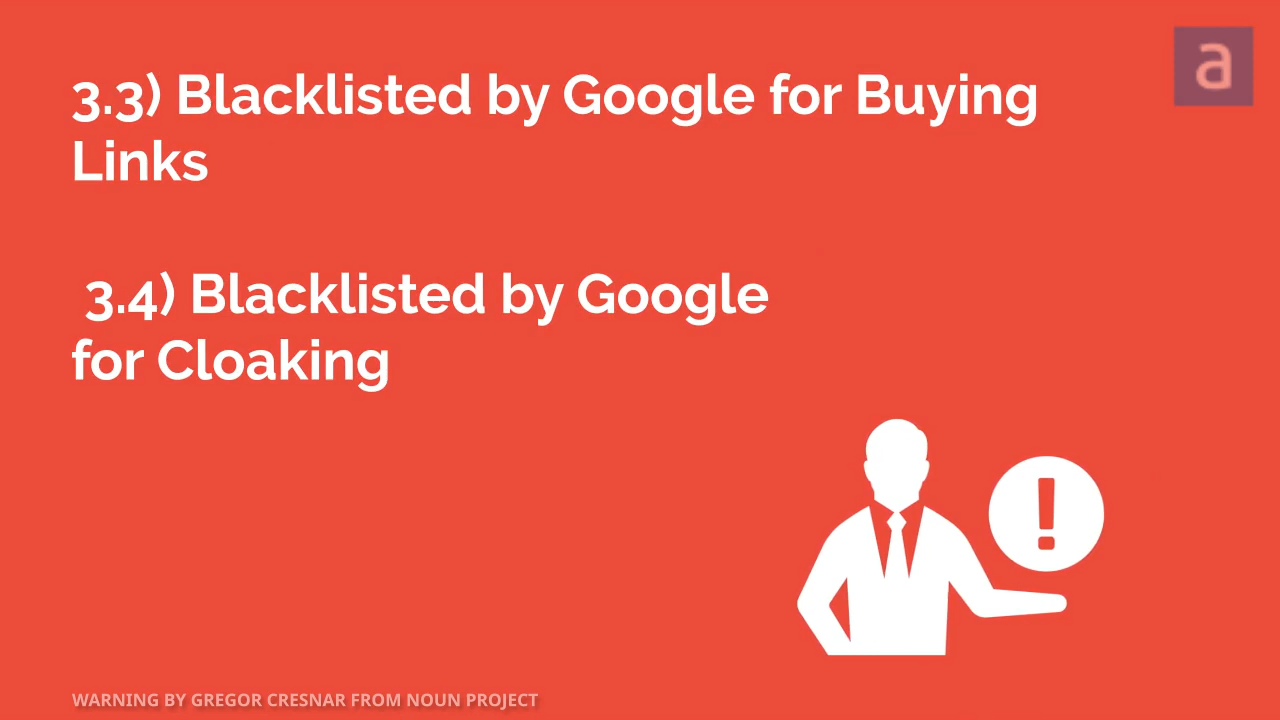 a
3.3) Blacklisted by Google for Buying
Links
3.4) Blacklisted by Google
for Cloaking
!
WARNING BY GREGOR CRESNAR FROM NOUN PROJECT